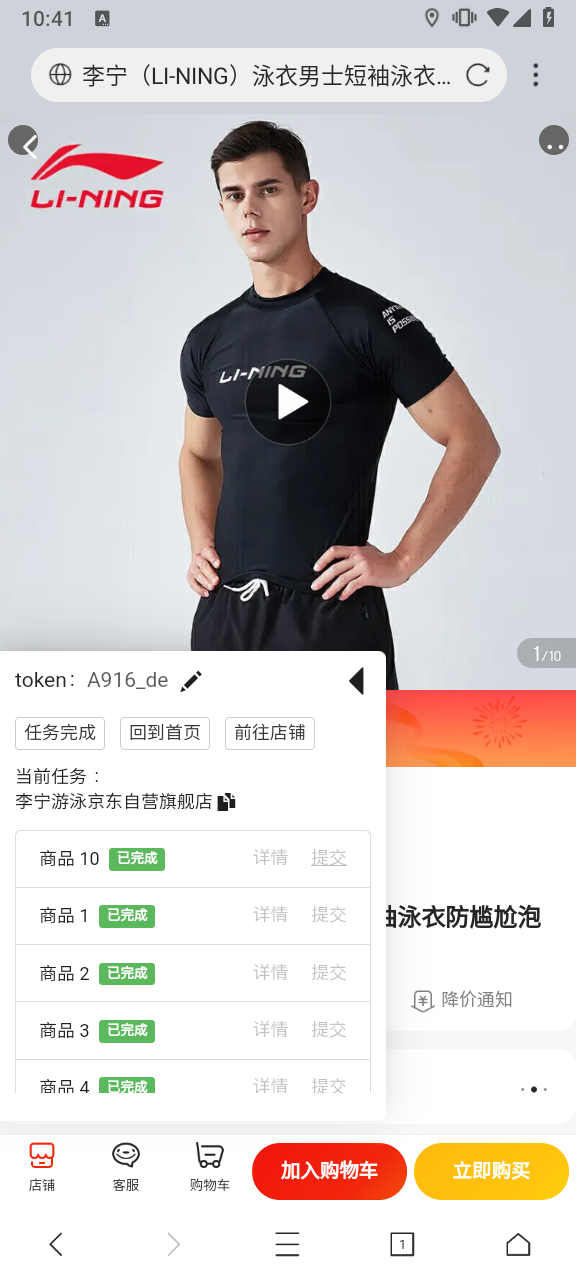 10:41
A
李宁（LI-NING）泳衣男士短袖泳衣...
LI-NING
ANYTHING
IS
POSSIBLE
LI-NING
1/10
token: A916_de
任务完成 回到首页 前往店铺
当前任务：
李宁游泳京东自营旗舰店
商品 10 已完成 详情 提交
商品 1 已完成 详情 提交
商品 2 已完成 详情 提交
由泳衣防尴尬泡
降价通知
商品 3 已完成 详情 提交
商品 4 已完成 详情 提交
店铺 客服 购物车 加入购物车 立即购买
1